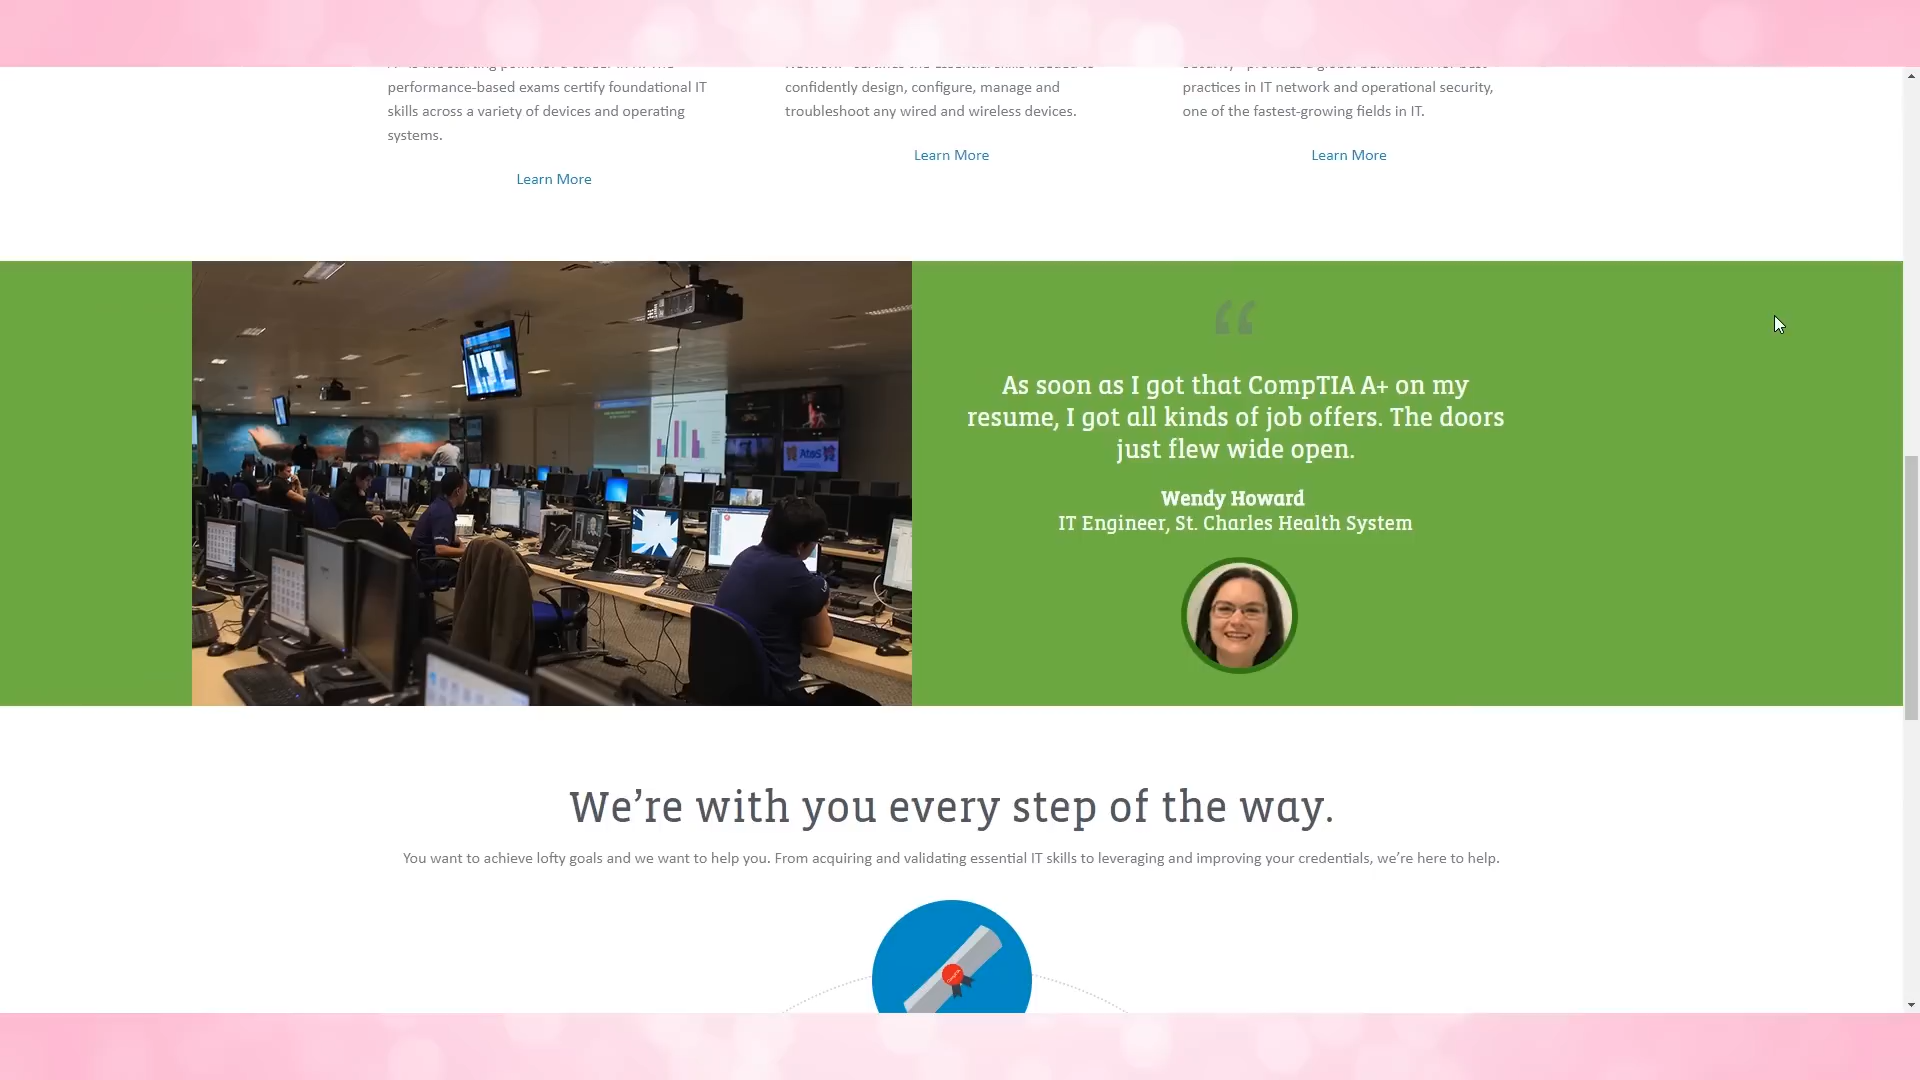 performance-based exams certify foundational IT
skills across a variety of devices and operating
systems.
Learn More
confidently design, configure, manage and
troubleshoot any wired and wireless devices.
Learn More
practices in IT network and operational security,
one of the fastest-growing fields in IT.
Learn More
AtoS
“
As soon as I got that CompTIA A+ on my
resume, I got all kinds of job offers. The doors
just flew wide open.
Wendy Howard
IT Engineer, St. Charles Health System
We’re with you every step of the way.
You want to achieve lofty goals and we want to help you. From acquiring and validating essential IT skills to leveraging and improving your credentials, we’re here to help.